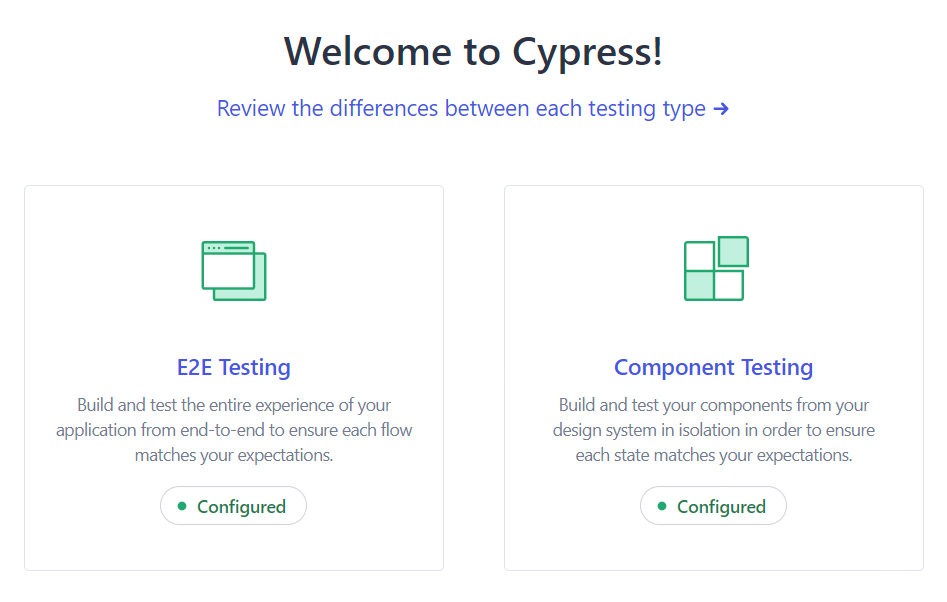 Welcome to Cypress!
Review the differences between each testing type →
E2E Testing
Build and test the entire experience of your
application from end-to-end to ensure each flow
matches your expectations.
Configured
Component Testing
Build and test your components from your
design system in isolation in order to ensure
each state matches your expectations.
Configured